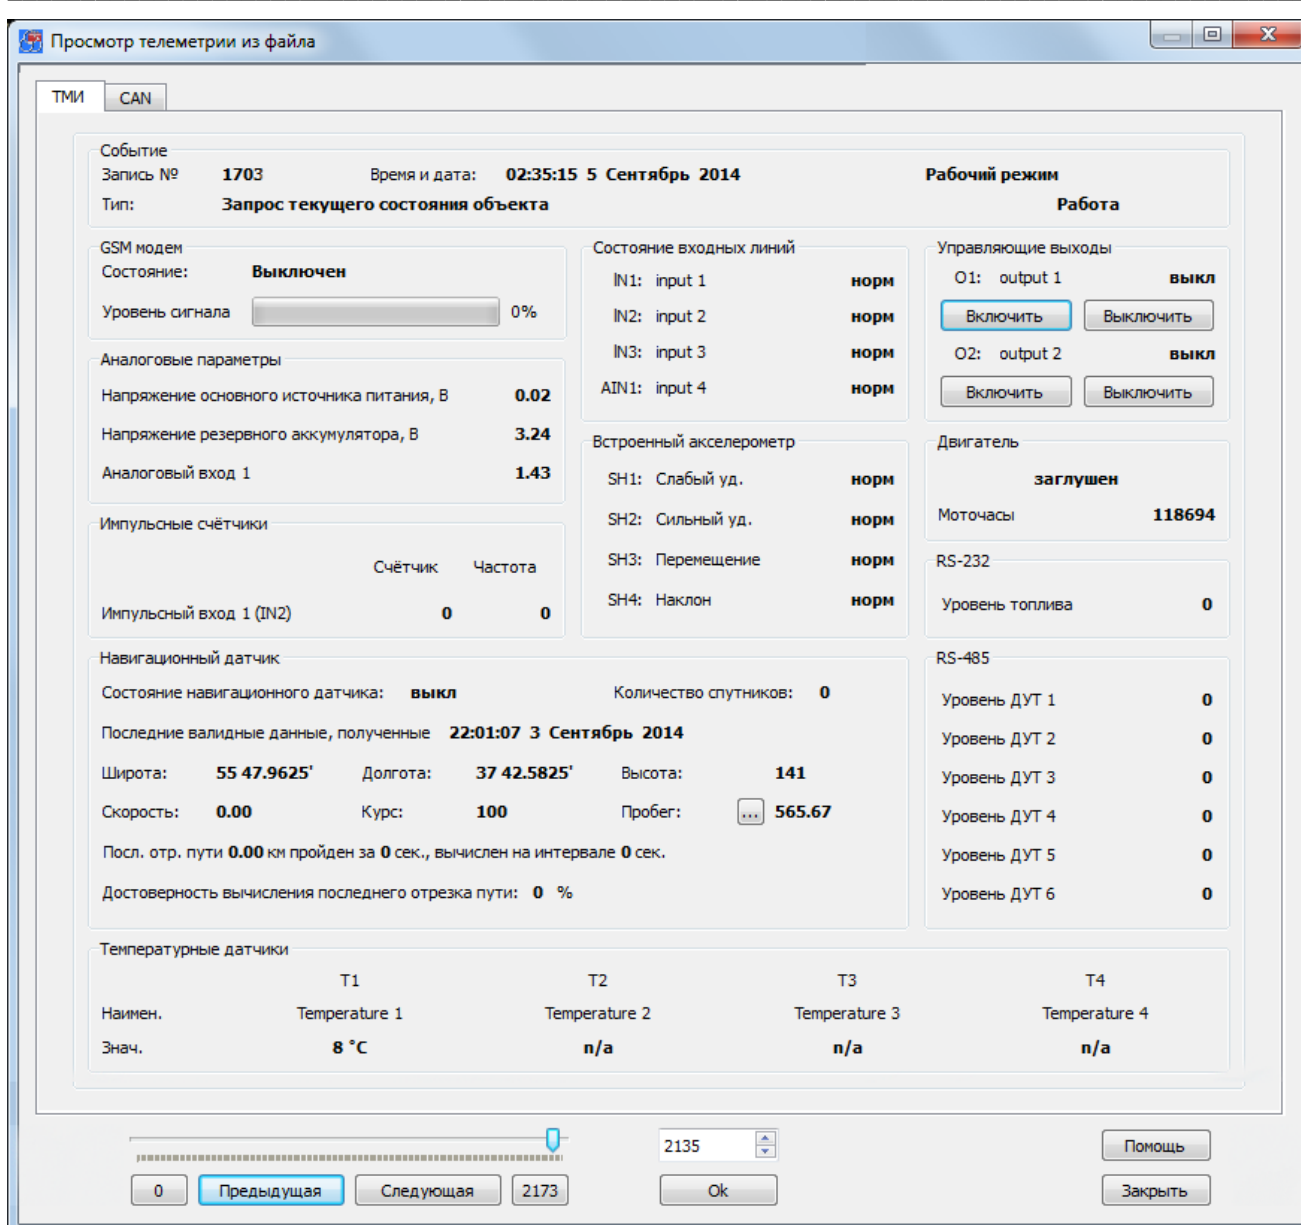 Просмотр телеметрии из файла
ТМИ CAN
Событие
Запись № 1703 Время и дата: 02:35:15 5 Сентябрь 2014 Рабочий режим
Тип: Запрос текущего состояния объекта Работа
GSM модем
Состояние: Выключен
Уровень сигнала 0%
Аналоговые параметры
Напряжение основного источника питания, В 0.02
Напряжение резервного аккумулятора, В 3.24
Аналоговый вход 1 1.43
Импульсные счётчики
Счётчик Частота
Импульсный вход 1 (IN2) 0 0
Состояние входных линий
IN1: input 1 норм
IN2: input 2 норм
IN3: input 3 норм
AIN1: input 4 норм
Встроенный акселерометр
SH1: Слабый уд. норм
SH2: Сильный уд. норм
SH3: Перемещение норм
SH4: Наклон норм
Управляющие выходы
O1: output 1 выкл
Включить Выключить
O2: output 2 выкл
Включить Выключить
Двигатель
заглушен
Моточасы 118694
RS-232
Уровень топлива 0
Навигационный датчик
Состояние навигационного датчика: выкл Количество спутников: 0
Последние валидные данные, полученные 22:01:07 3 Сентябрь 2014
Широта: 55 47.9625' Долгота: 37 42.5825' Высота: 141
Скорость: 0.00 Курс: 100 Пробег: ... 565.67
Посл. отр. пути 0.00 км пройден за 0 сек., вычислен на интервале 0 сек.
Достоверность вычисления последнего отрезка пути: 0 %
RS-485
Уровень ДУТ 1 0
Уровень ДУТ 2 0
Уровень ДУТ 3 0
Уровень ДУТ 4 0
Уровень ДУТ 5 0
Уровень ДУТ 6 0
Температурные датчики
T1 T2 T3 T4
Наимен. Temperature 1 Temperature 2 Temperature 3 Temperature 4
Знач. 8 °C n/a n/a n/a
2135 Помощь
0 Предыдущая Следующая 2173 Ok Закрыть